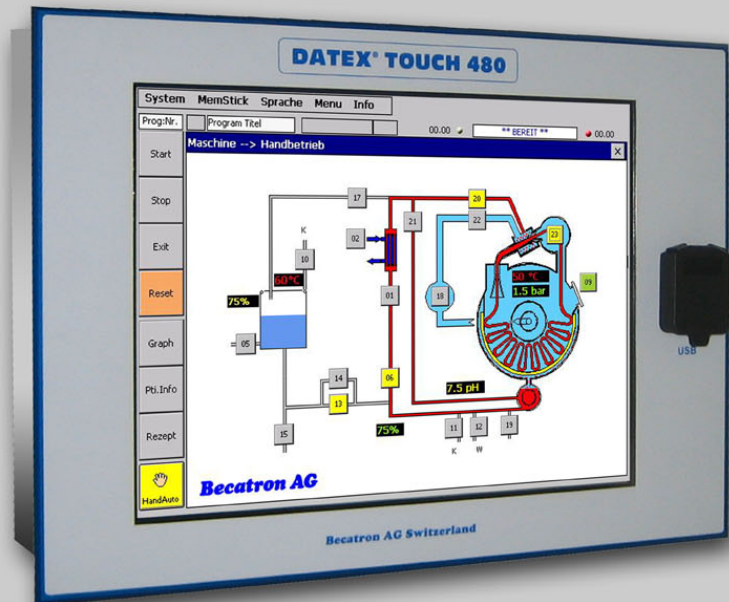 DATEX® TOUCH 480
System MemStick Sprache Menu Info
Prog:Nr. Program Titel 00.00 ** BEREIT ** 00.00
Maschine --> Handbetrieb X
Start
Stop
Exit
Reset
Graph
Pti.Info
Rezept
HandAuto
17
20
21
22
02
23
K
10
60°C
50 °C
09
75%
01
18
1.5 bar
05
14
06
7.5 pH
13
15
75%
11
12
19
K
W
Becatron AG
USB
Becatron AG Switzerland